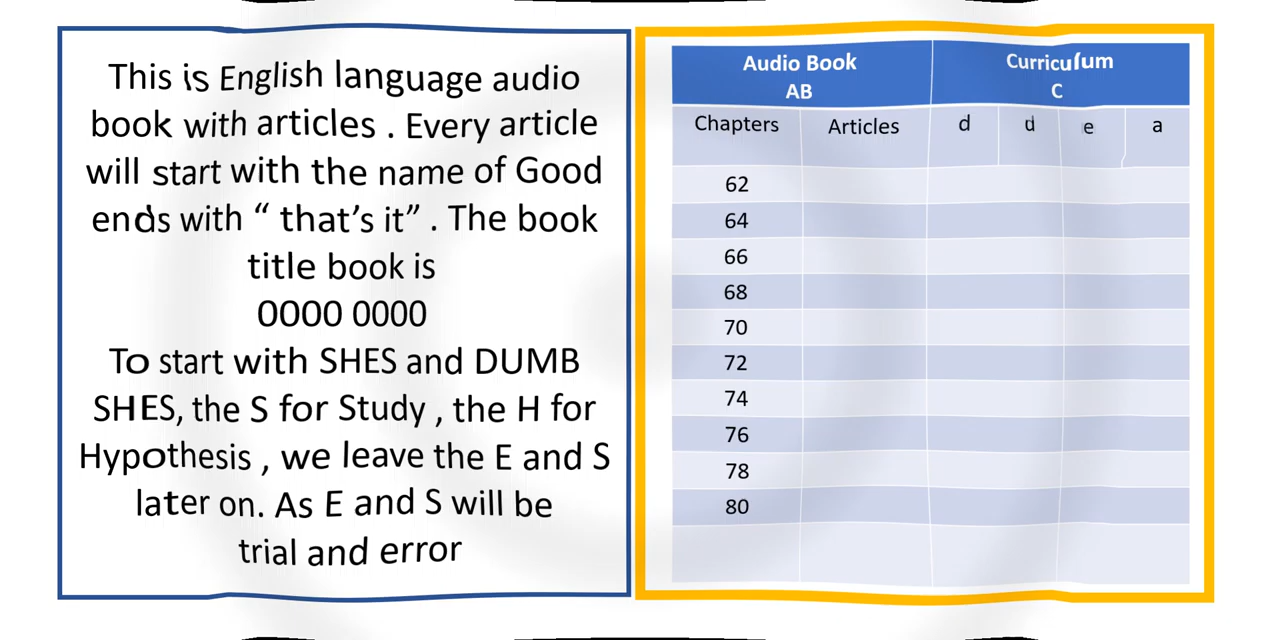 This is English language audio
book with articles . Every article
will start with the name of Good
ends with “ that’s it” . The book
title book is
0000 0000
To start with SHES and DUMB
SHES, the S for Study , the H for
Hypothesis , we leave the E and S
later on. As E and S will be
trial and error
Audio Book Curriculum
AB C
Chapters Articles d d e a
62
64
66
68
70
72
74
76
78
80